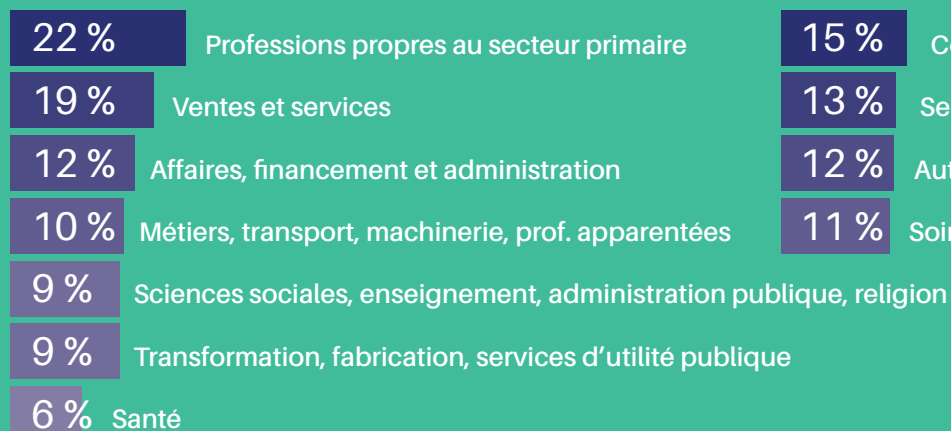 22 % Professions propres au secteur primaire
19 % Ventes et services
12 % Affaires, financement et administration
10 % Métiers, transport, machinerie, prof. apparentées
9 % Sciences sociales, enseignement, administration publique, religion
9 % Transformation, fabrication, services d’utilité publique
6 % Santé
15 %
13 %
12 %
11 %